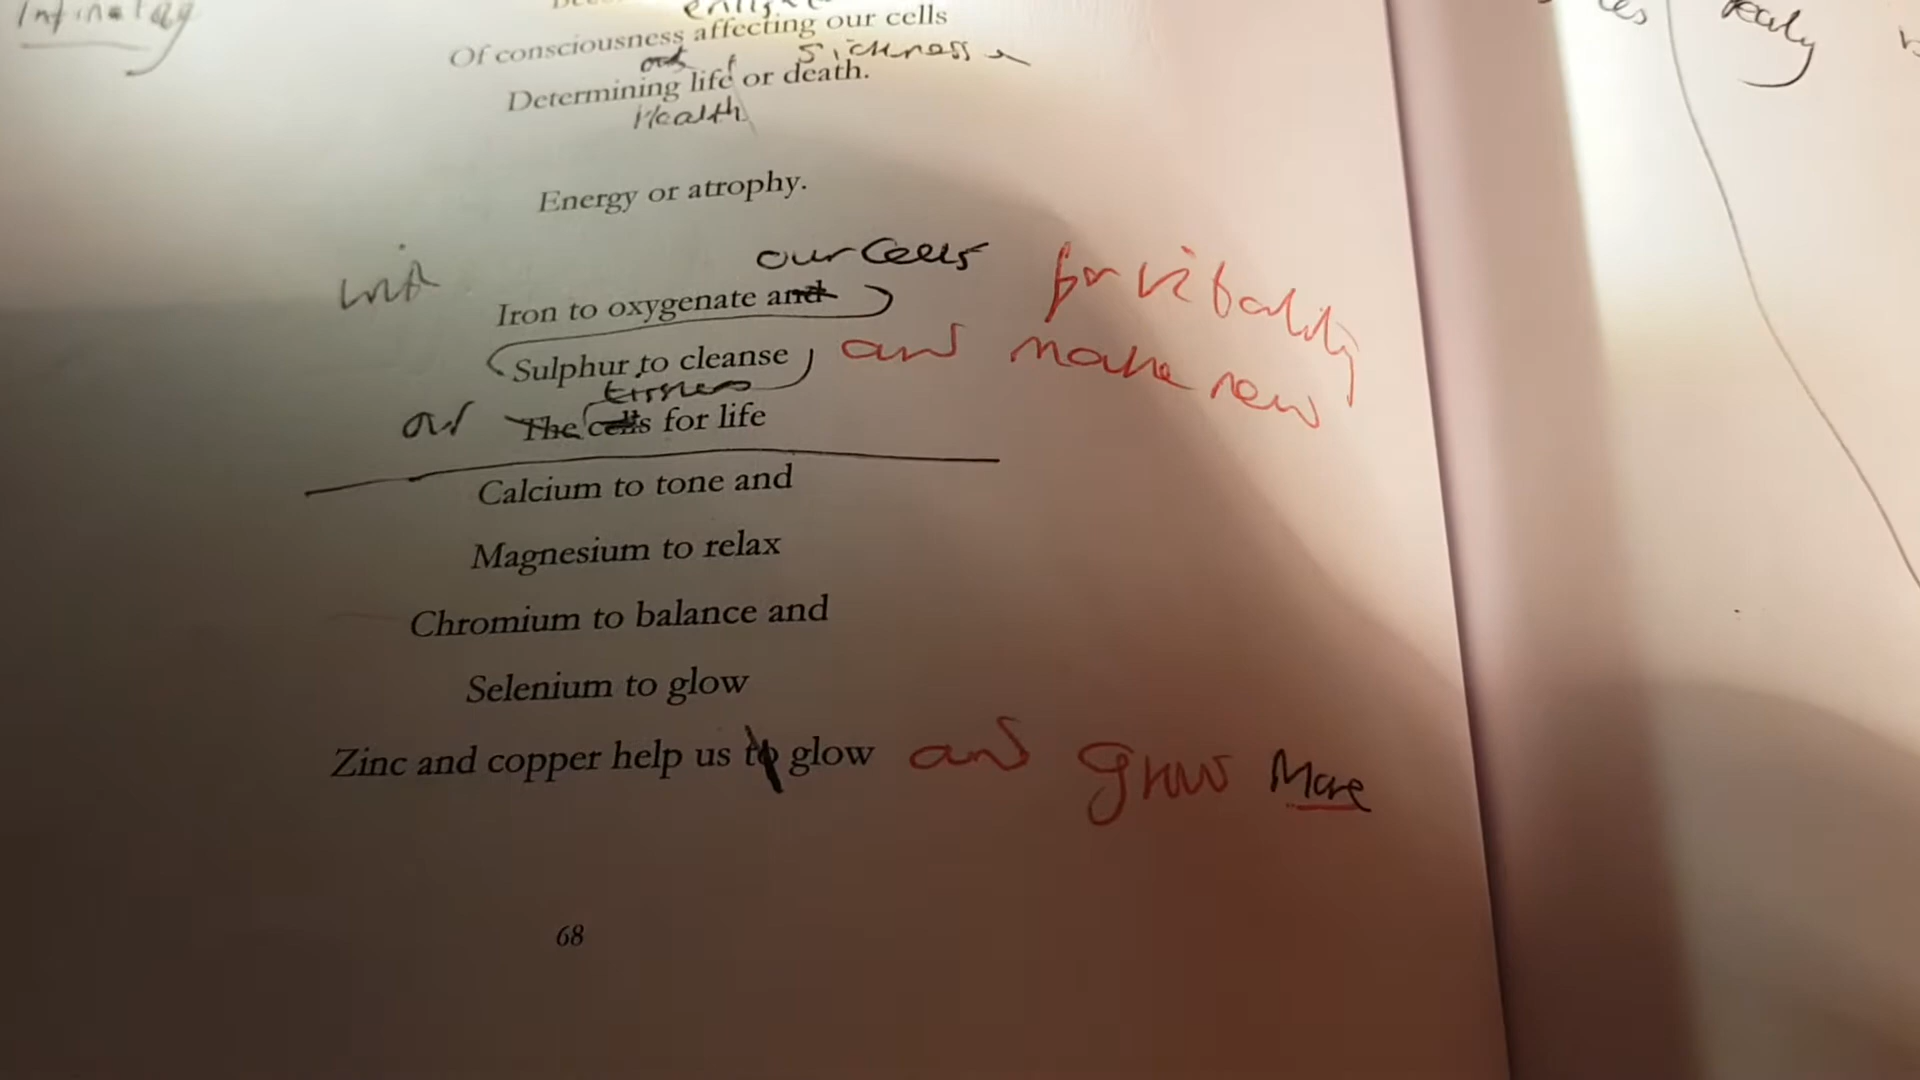 Of consciousness affecting our cells
and Sickness
Determining life or death.
Health
Energy or atrophy.
our Cells for vitality
Iron to oxygenate and
Sulphur to cleanse and make new
tissues
The cells for life
Calcium to tone and
Magnesium to relax
Chromium to balance and
Selenium to glow
Zinc and copper help us to glow and grow More
68